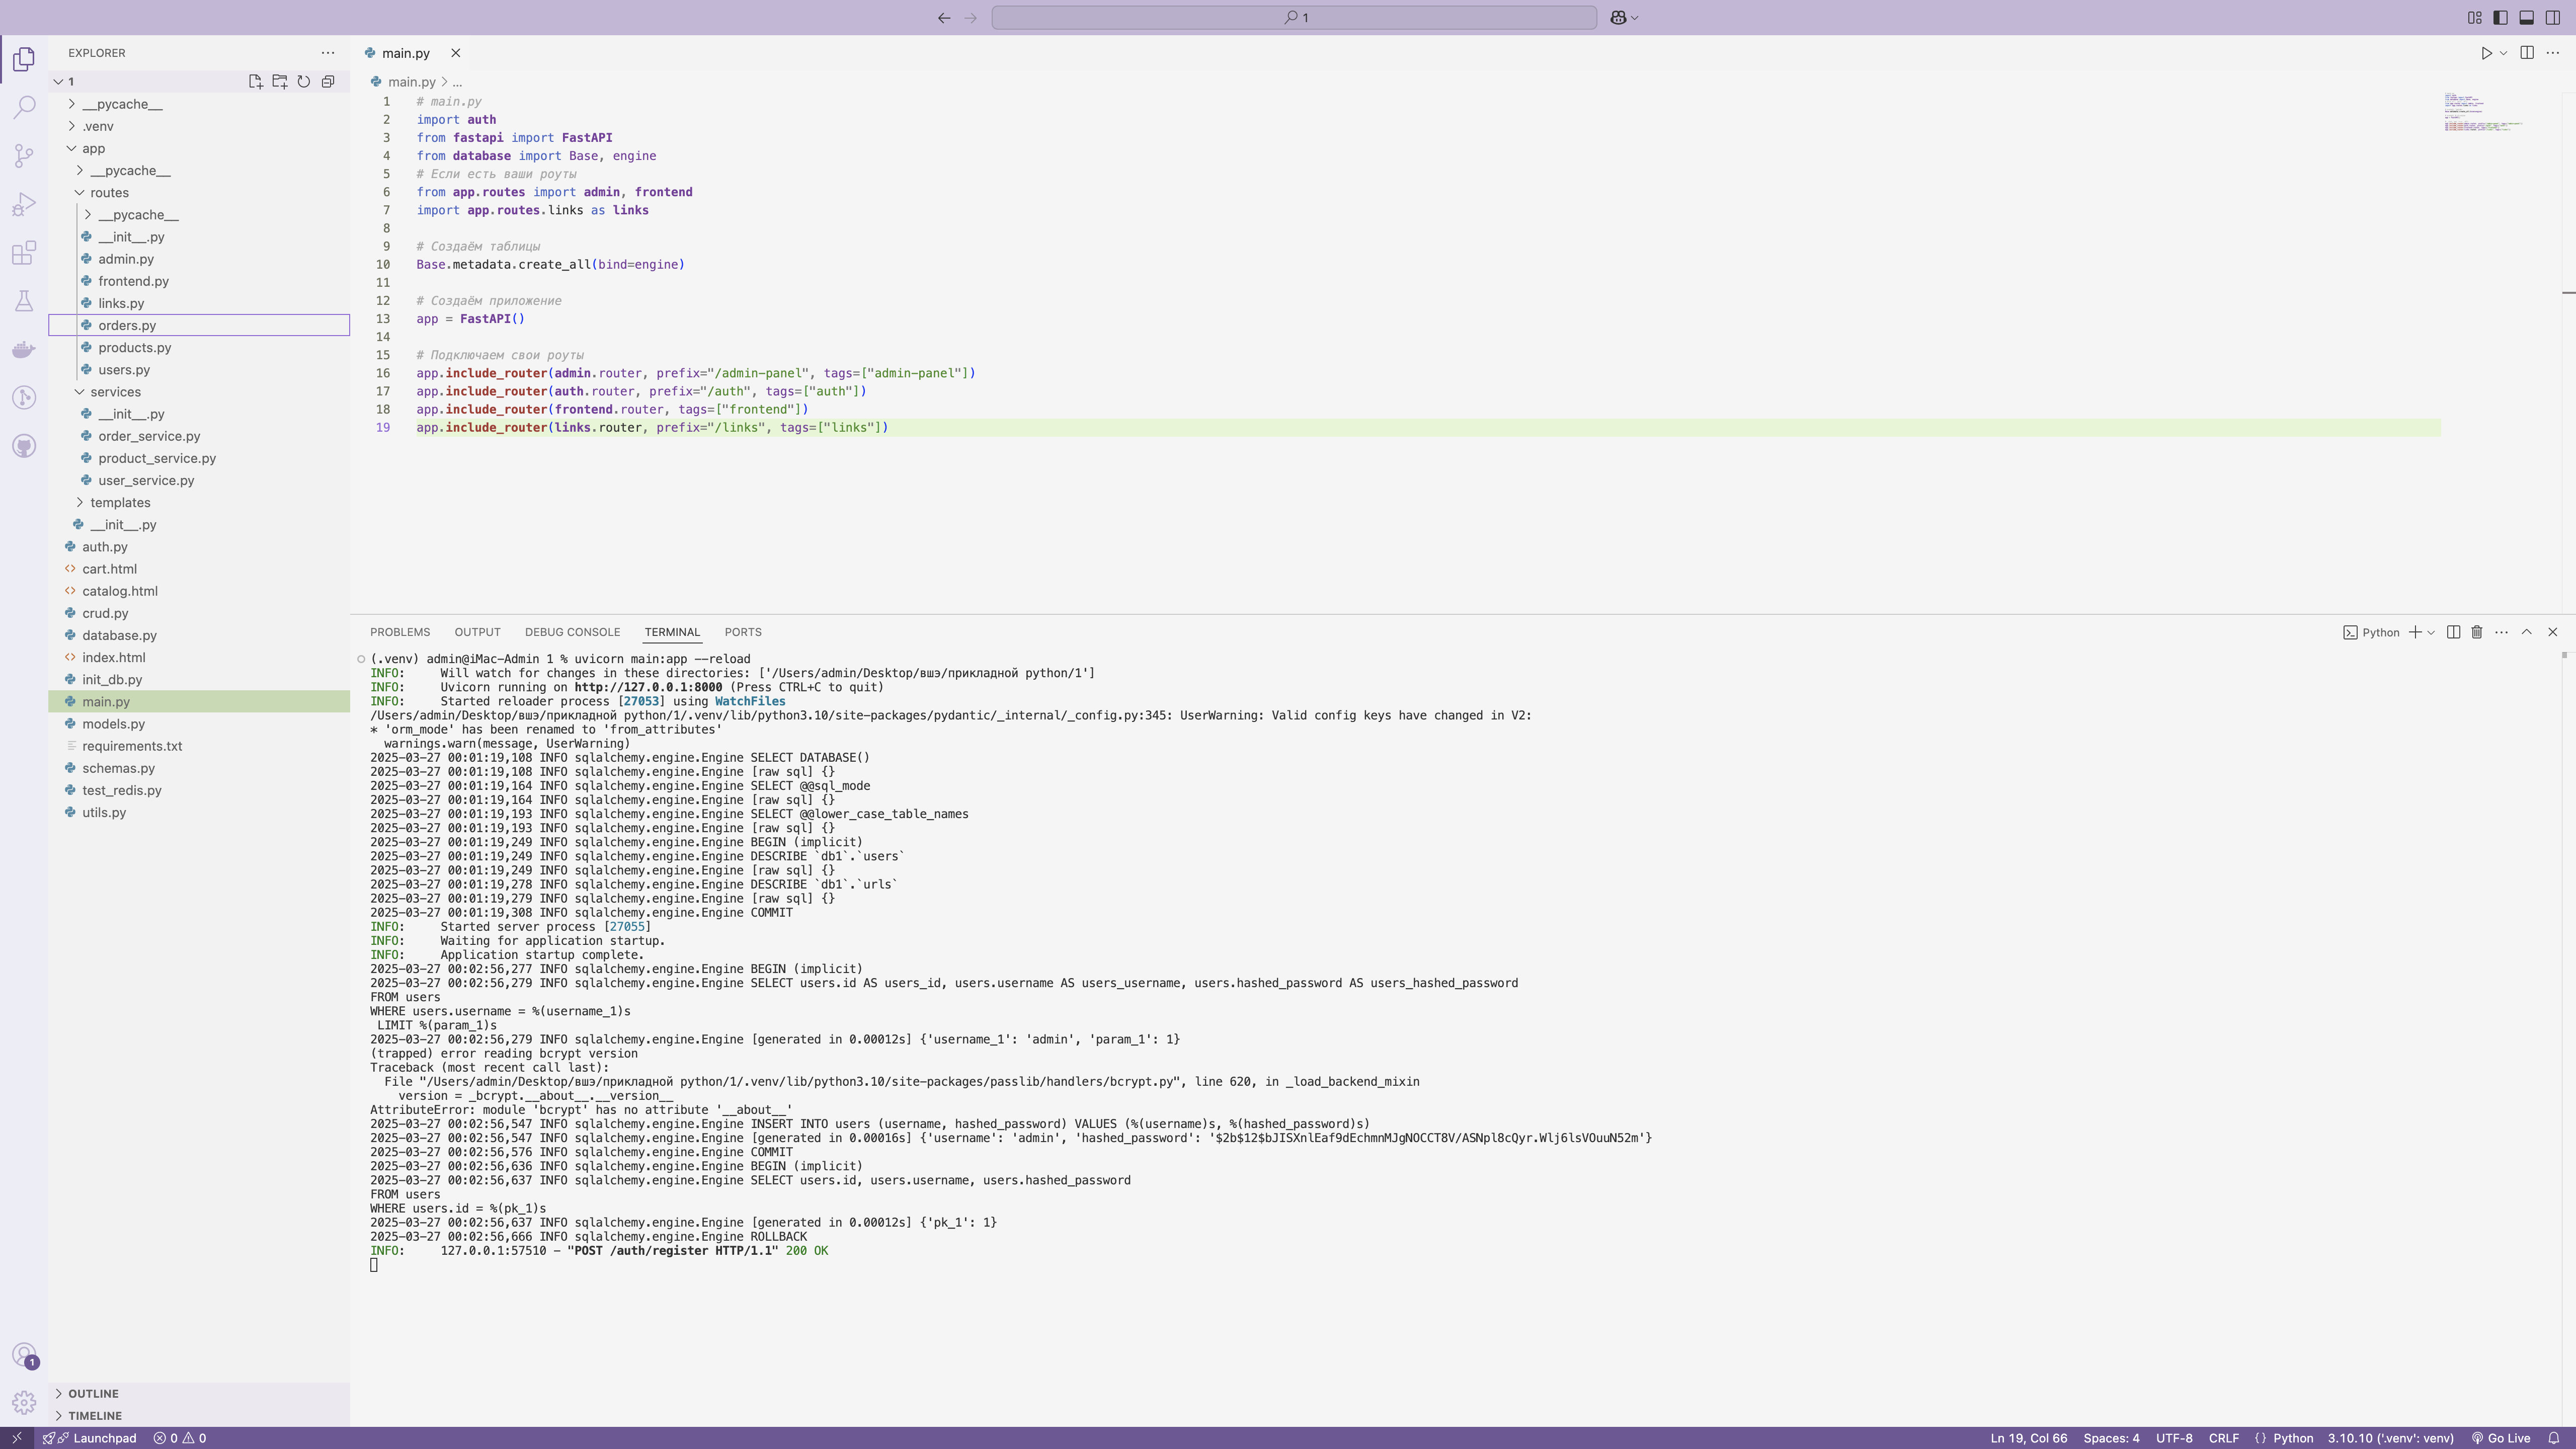 1
EXPLORER
1
__pycache__
.venv
app
__pycache__
routes
__pycache__
__init__.py
admin.py
frontend.py
links.py
orders.py
products.py
users.py
services
__init__.py
order_service.py
product_service.py
user_service.py
templates
__init__.py
auth.py
cart.html
catalog.html
crud.py
database.py
index.html
init_db.py
main.py
models.py
requirements.txt
schemas.py
test_redis.py
utils.py
OUTLINE
TIMELINE
main.py
main.py > ...
1 # main.py
2 import auth
3 from fastapi import FastAPI
4 from database import Base, engine
5 # Если есть ваши роуты
6 from app.routes import admin, frontend
7 import app.routes.links as links
8
9 # Создаём таблицы
10 Base.metadata.create_all(bind=engine)
11
12 # Создаём приложение
13 app = FastAPI()
14
15 # Подключаем свои роуты
16 app.include_router(admin.router, prefix="/admin-panel", tags=["admin-panel"])
17 app.include_router(auth.router, prefix="/auth", tags=["auth"])
18 app.include_router(frontend.router, tags=["frontend"])
19 app.include_router(links.router, prefix="/links", tags=["links"])
PROBLEMS OUTPUT DEBUG CONSOLE TERMINAL PORTS
Python
(.venv) admin@iMac-Admin 1 % uvicorn main:app --reload
INFO: Will watch for changes in these directories: ['/Users/admin/Desktop/вшэ/прикладной python/1']
INFO: Uvicorn running on http://127.0.0.1:8000 (Press CTRL+C to quit)
INFO: Started reloader process [27053] using WatchFiles
/Users/admin/Desktop/вшэ/прикладной python/1/.venv/lib/python3.10/site-packages/pydantic/_internal/_config.py:345: UserWarning: Valid config keys have changed in V2:
* 'orm_mode' has been renamed to 'from_attributes'
warnings.warn(message, UserWarning)
2025-03-27 00:01:19,108 INFO sqlalchemy.engine.Engine SELECT DATABASE()
2025-03-27 00:01:19,108 INFO sqlalchemy.engine.Engine [raw sql] {}
2025-03-27 00:01:19,164 INFO sqlalchemy.engine.Engine SELECT @@sql_mode
2025-03-27 00:01:19,164 INFO sqlalchemy.engine.Engine [raw sql] {}
2025-03-27 00:01:19,193 INFO sqlalchemy.engine.Engine SELECT @@lower_case_table_names
2025-03-27 00:01:19,193 INFO sqlalchemy.engine.Engine [raw sql] {}
2025-03-27 00:01:19,249 INFO sqlalchemy.engine.Engine BEGIN (implicit)
2025-03-27 00:01:19,249 INFO sqlalchemy.engine.Engine DESCRIBE `db1`.`users`
2025-03-27 00:01:19,249 INFO sqlalchemy.engine.Engine [raw sql] {}
2025-03-27 00:01:19,278 INFO sqlalchemy.engine.Engine DESCRIBE `db1`.`urls`
2025-03-27 00:01:19,279 INFO sqlalchemy.engine.Engine [raw sql] {}
2025-03-27 00:01:19,308 INFO sqlalchemy.engine.Engine COMMIT
INFO: Started server process [27055]
INFO: Waiting for application startup.
INFO: Application startup complete.
2025-03-27 00:02:56,277 INFO sqlalchemy.engine.Engine BEGIN (implicit)
2025-03-27 00:02:56,279 INFO sqlalchemy.engine.Engine SELECT users.id AS users_id, users.username AS users_username, users.hashed_password AS users_hashed_password
FROM users
WHERE users.username = %(username_1)s
LIMIT %(param_1)s
2025-03-27 00:02:56,279 INFO sqlalchemy.engine.Engine [generated in 0.00012s] {'username_1': 'admin', 'param_1': 1}
(trapped) error reading bcrypt version
Traceback (most recent call last):
File "/Users/admin/Desktop/вшэ/прикладной python/1/.venv/lib/python3.10/site-packages/passlib/handlers/bcrypt.py", line 620, in _load_backend_mixin
version = _bcrypt.__about__.__version__
AttributeError: module 'bcrypt' has no attribute '__about__'
2025-03-27 00:02:56,547 INFO sqlalchemy.engine.Engine INSERT INTO users (username, hashed_password) VALUES (%(username)s, %(hashed_password)s)
2025-03-27 00:02:56,547 INFO sqlalchemy.engine.Engine [generated in 0.00016s] {'username': 'admin', 'hashed_password': '$2b$12$bJISXnlEaf9dEchmnMJgNOCCT8V/ASNpl8cQyr.Wlj6lsVOuuN52m'}
2025-03-27 00:02:56,576 INFO sqlalchemy.engine.Engine COMMIT
2025-03-27 00:02:56,636 INFO sqlalchemy.engine.Engine BEGIN (implicit)
2025-03-27 00:02:56,637 INFO sqlalchemy.engine.Engine SELECT users.id, users.username, users.hashed_password
FROM users
WHERE users.id = %(pk_1)s
2025-03-27 00:02:56,637 INFO sqlalchemy.engine.Engine [generated in 0.00012s] {'pk_1': 1}
2025-03-27 00:02:56,666 INFO sqlalchemy.engine.Engine ROLLBACK
INFO: 127.0.0.1:57510 - "POST /auth/register HTTP/1.1" 200 OK
1
Launchpad 0 0 Ln 19, Col 66 Spaces: 4 UTF-8 CRLF {} Python 3.10.10 ('.venv': venv) Go Live